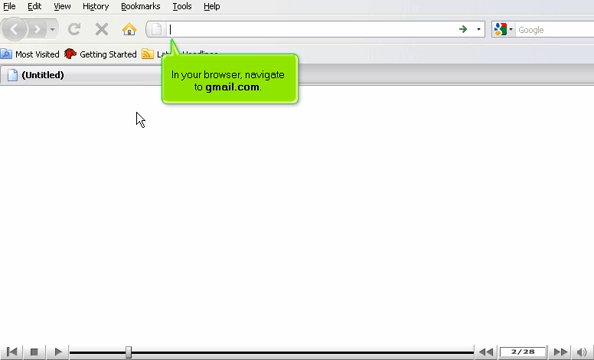 File Edit View History Bookmarks Tools Help
Google
Most Visited Getting Started Headlines
(Untitled)
In your browser, navigate
to gmail.com.
2/28